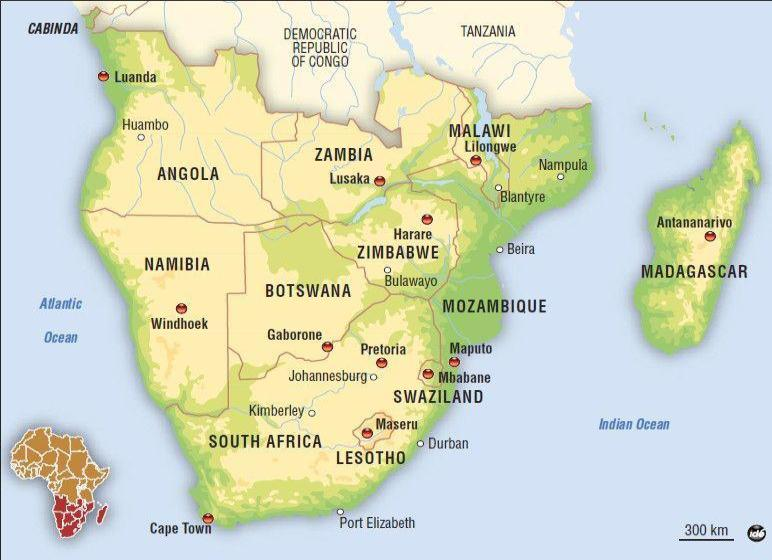 CABINDA
DEMOCRATIC
REPUBLIC
OF CONGO
TANZANIA
Luanda
Huambo
ANGOLA
ZAMBIA
Lusaka
MALAWI
Lilongwe
Nampula
Blantyre
Antananarivo
MADAGASCAR
Harare
ZIMBABWE
Bulawayo
Beira
NAMIBIA
Windhoek
BOTSWANA
Gaborone
MOZAMBIQUE
Atlantic
Ocean
Pretoria
Johannesburg
Maputo
Mbabane
SWAZILAND
Kimberley
Maseru
SOUTH AFRICA
LESOTHO
Durban
Indian Ocean
Cape Town
Port Elizabeth
300 km